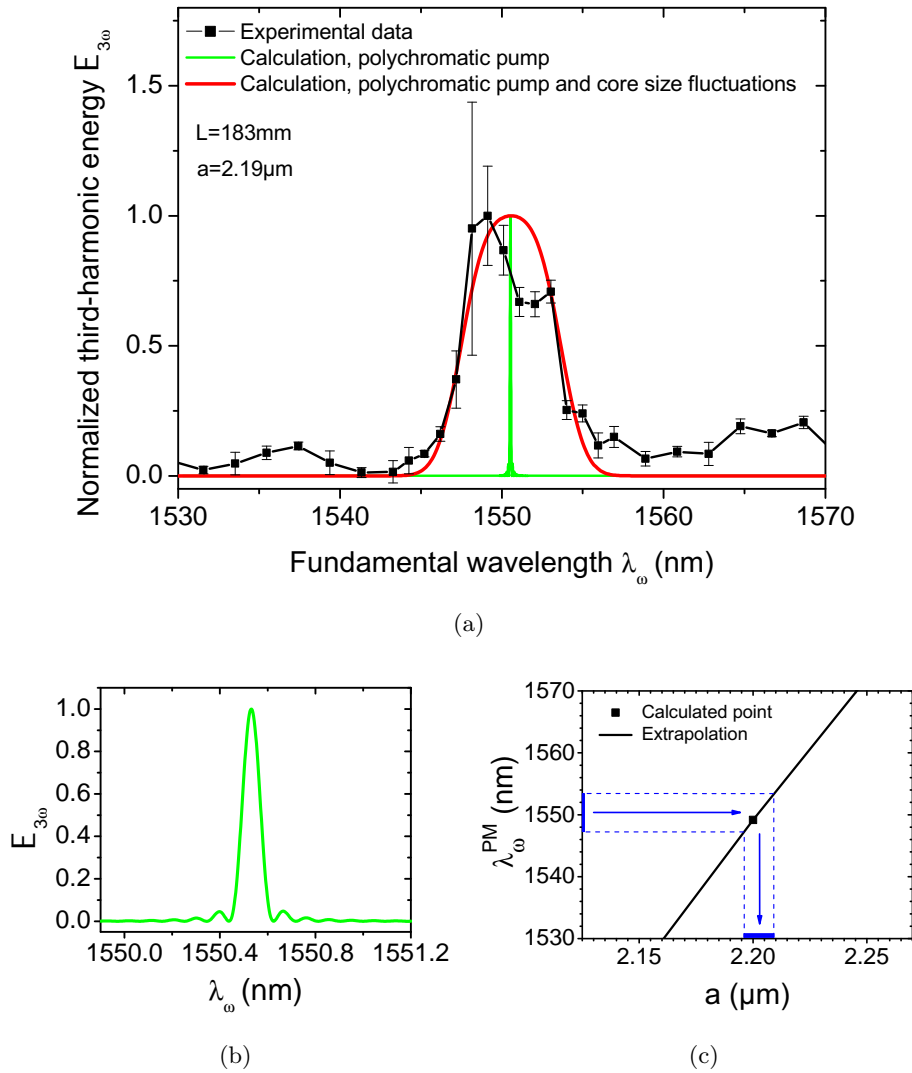 Experimental data
Calculation, polychromatic pump
Calculation, polychromatic pump and core size fluctuations
L=183mm
a=2.19µm
Normalized third-harmonic energy E3ω
1.5
1.0
0.5
0.0
1530 1540 1550 1560 1570
Fundamental wavelength λω (nm)
(a)
E3ω
1.0
0.8
0.6
0.4
0.2
0.0
1550.0 1550.4 1550.8 1551.2
λω (nm)
(b)
Calculated point
Extrapolation
λωPM (nm)
1570
1560
1550
1540
1530
2.15 2.20 2.25
a (µm)
(c)